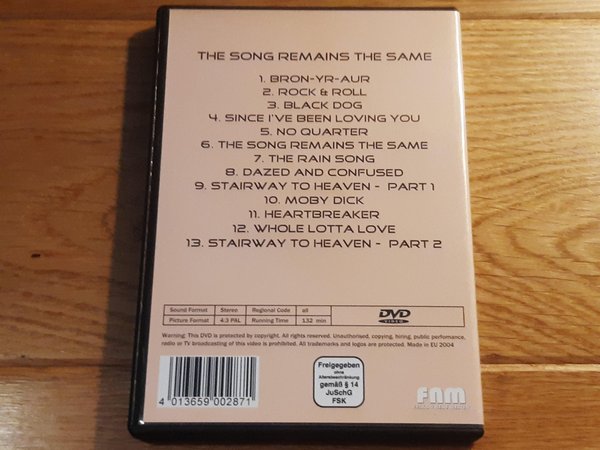 THE SONG REMAINS THE SAME
1. BRON-YR-AUR
2. ROCK & ROLL
3. BLACK DOG
4. SINCE I'VE BEEN LOVING YOU
5. NO QUARTER
6. THE SONG REMAINS THE SAME
7. THE RAIN SONG
8. DAZED AND CONFUSED
9. STAIRWAY TO HEAVEN - PART 1
10. MOBY DICK
11. HEARTBREAKER
12. WHOLE LOTTA LOVE
13. STAIRWAY TO HEAVEN - PART 2
Sound Format Stereo Regional Code all
Picture Format 4:3 PAL Running Time 132 min
DVD
VIDEO
Warning: This DVD is protected by copyright. All rights reserved. Unauthorised, copying, hiring, public performance,
radio or TV broadcasting of this video is prohibited. All trademarks and logos are protected. Made in EU 2004
4 013659 002871
Freigegeben
ohne
Altersbeschränkung
gemäß § 14
JuSchG
FSK
FNM